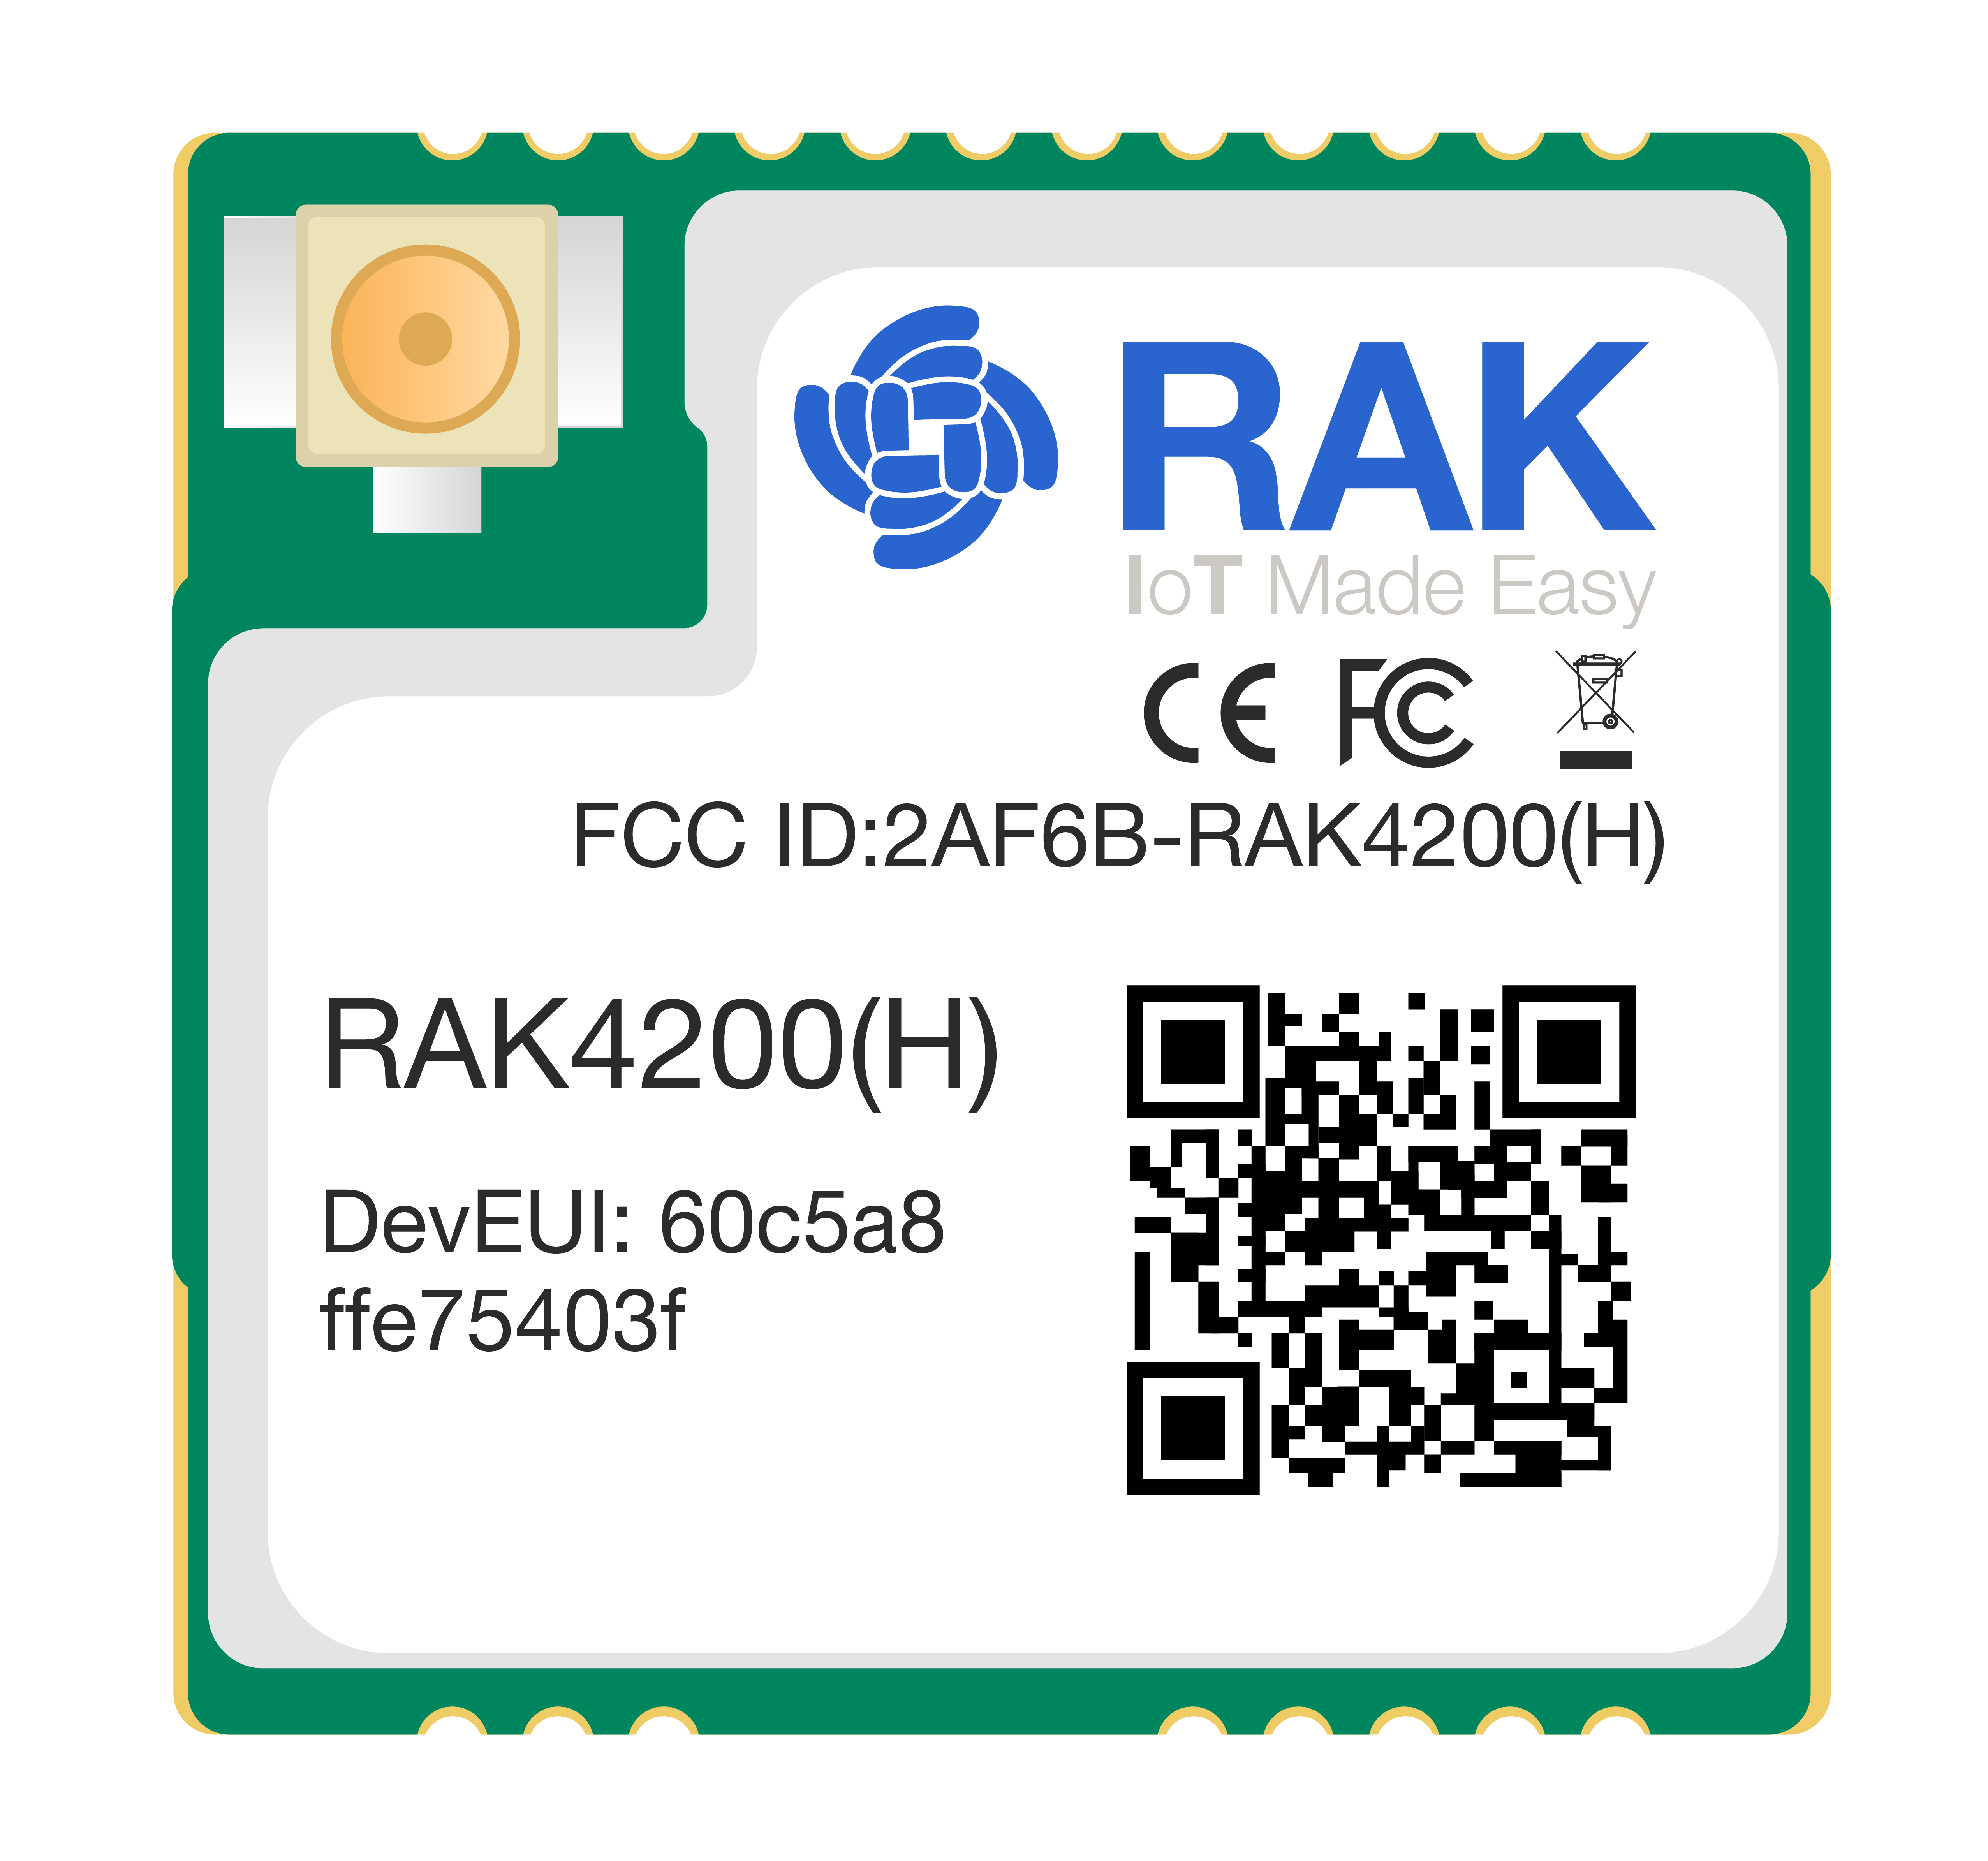 RAK
IoT Made Easy
CE FC
FCC ID:2AF6B-RAK4200(H)
RAK4200(H)
DevEUI: 60c5a8
ffe75403f